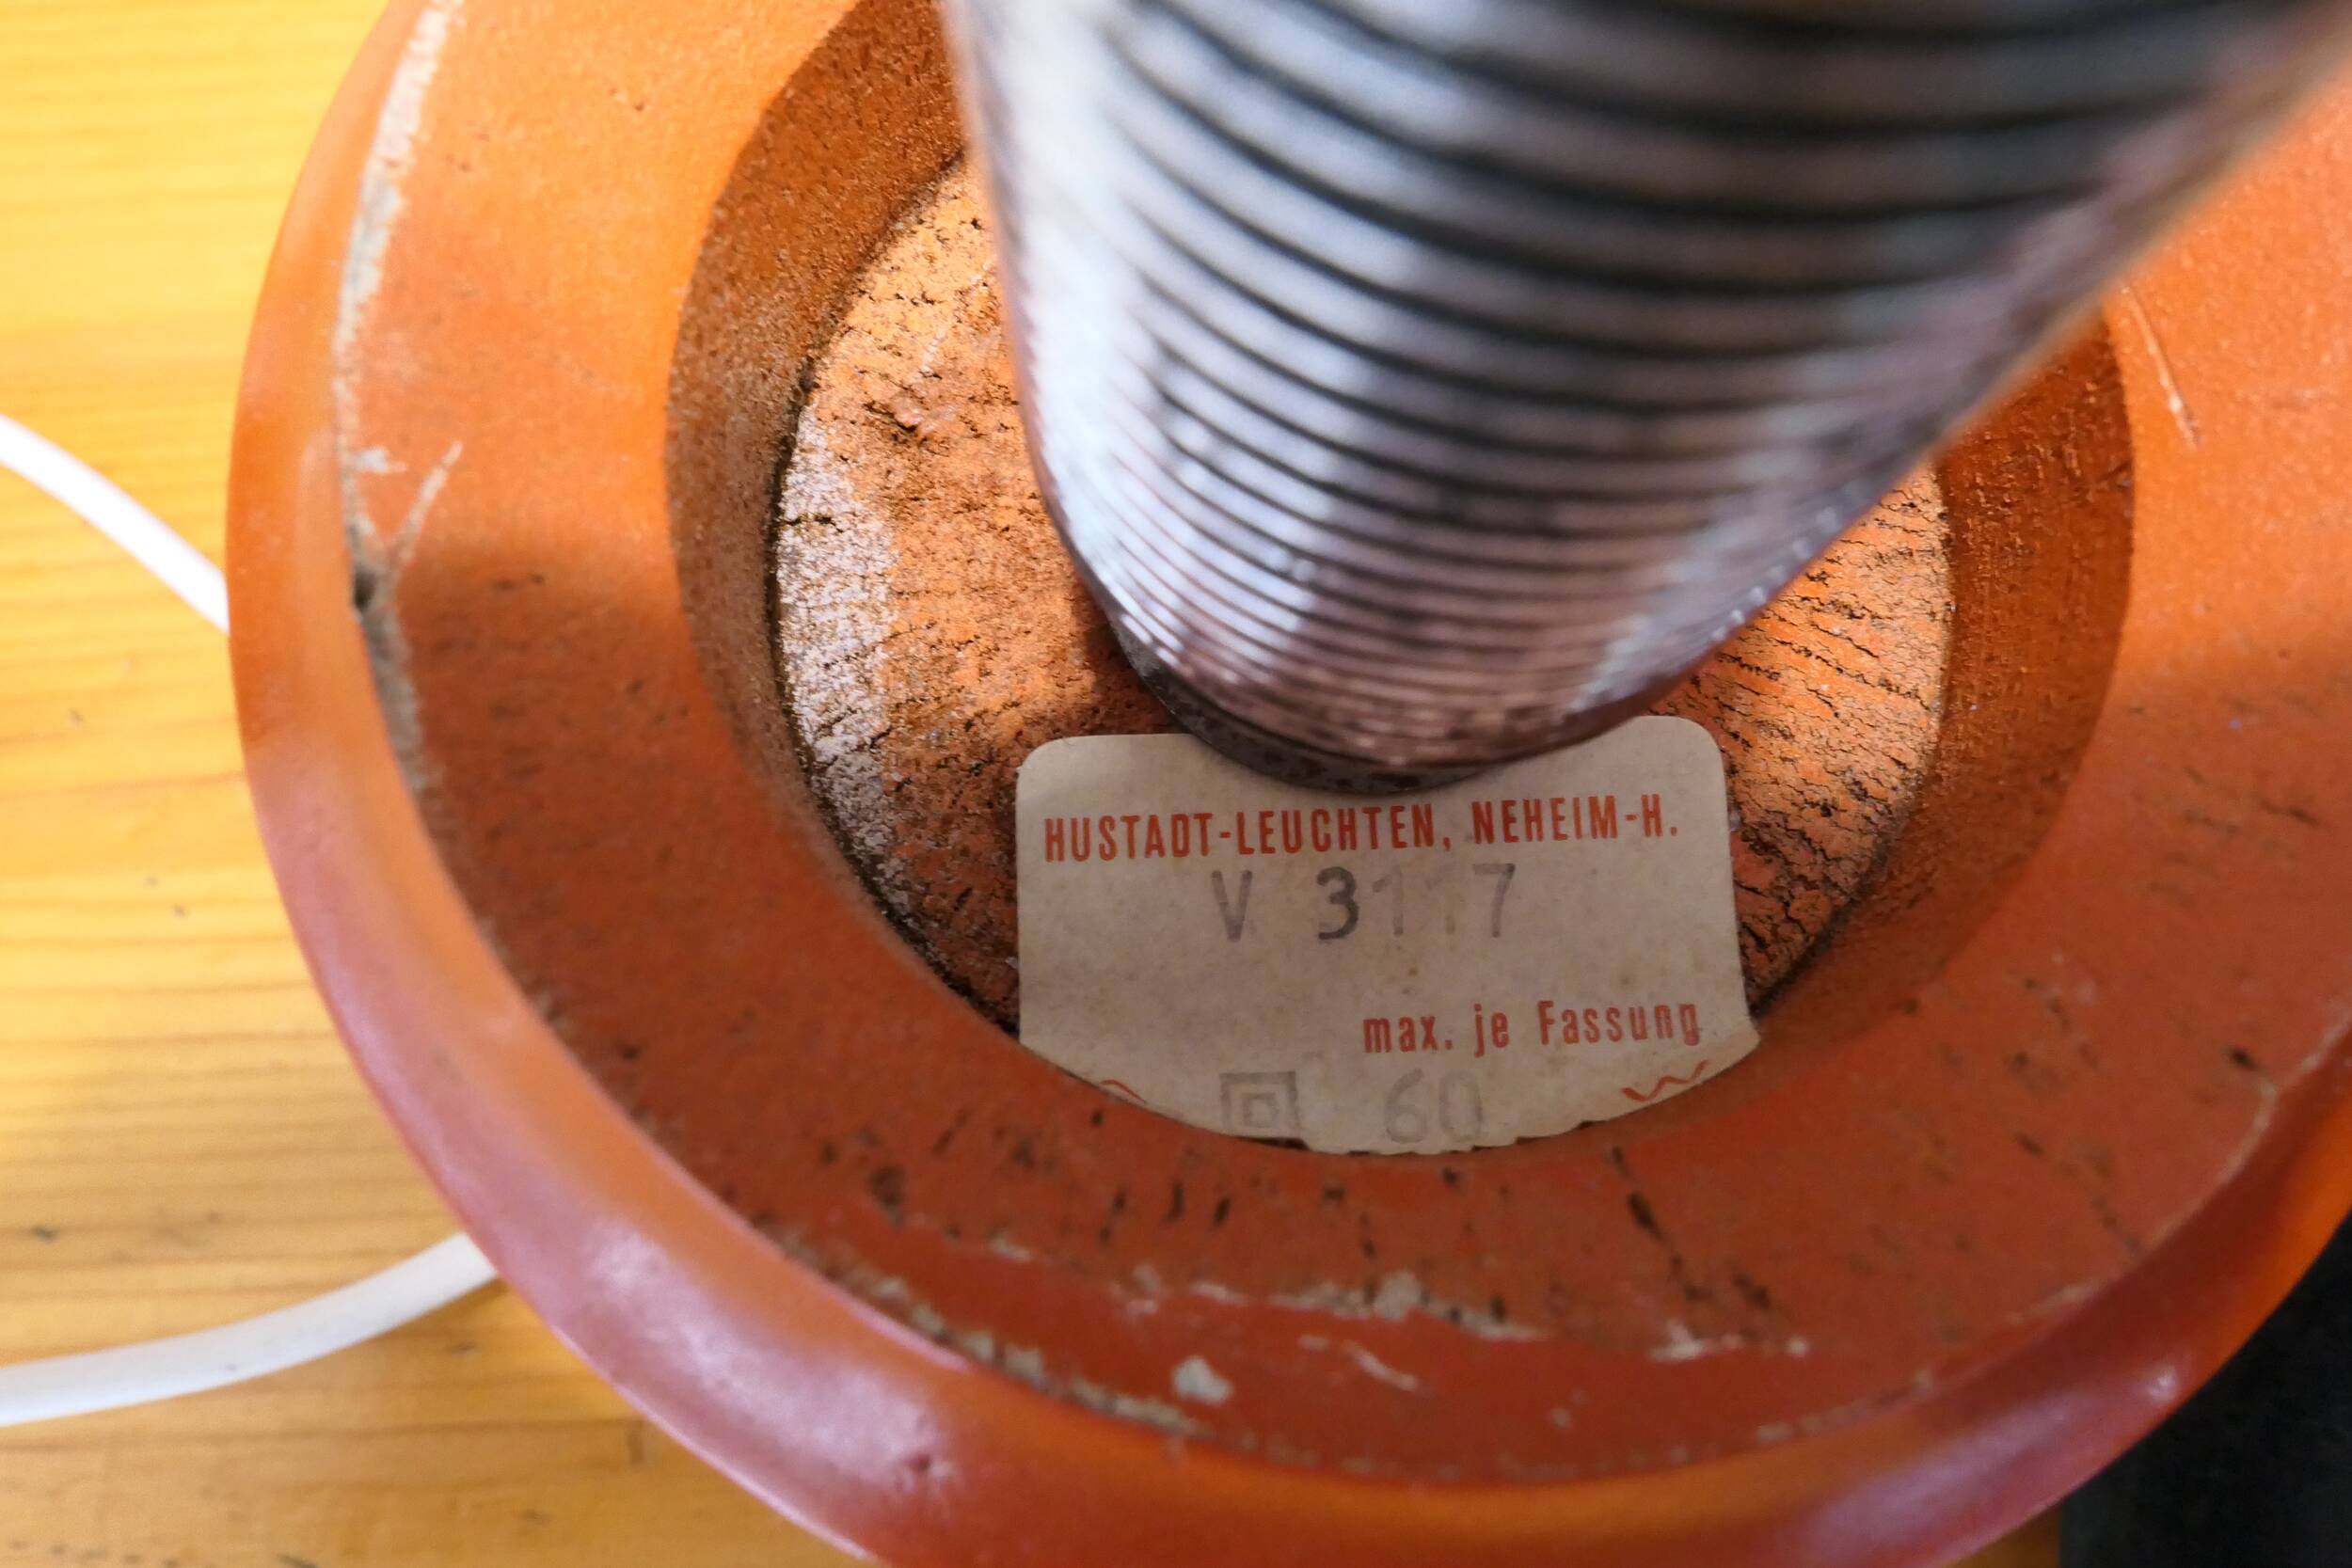 HUSTADT-LEUCHTEN, NEHEIM-H.
V 3117
max. je Fassung
60 W